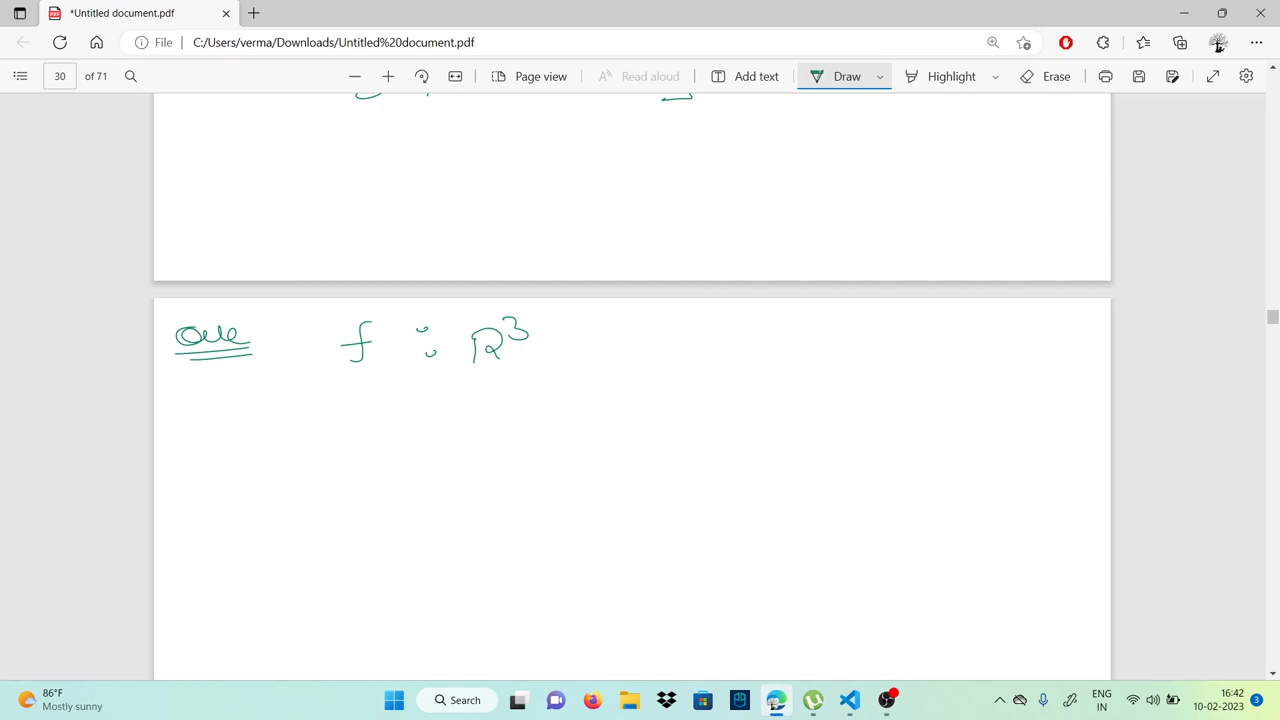 *Untitled document.pdf
File | C:/Users/verma/Downloads/Untitled%20document.pdf
30 of 71 Page view Read aloud Add text Draw Highlight Erase
Que f : R³
86°F
Mostly sunny
Search
ENG
IN
16:42
10-02-2023
3